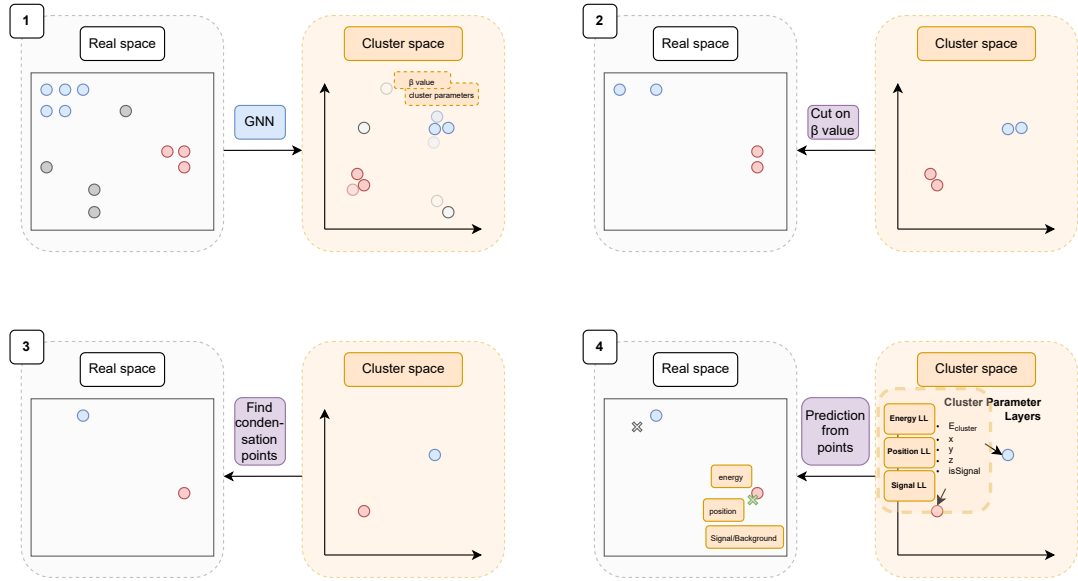 1
Real space
Cluster space
β value
cluster parameters
GNN
2
Real space
Cluster space
Cut on
β value
3
Real space
Cluster space
Find
conden-
sation
points
4
Real space
Cluster space
Prediction
from
points
Cluster Parameter
Layers
Energy LL
Position LL
Signal LL
• E_cluster
• x
• y
• z
• isSignal
energy
position
Signal/Background